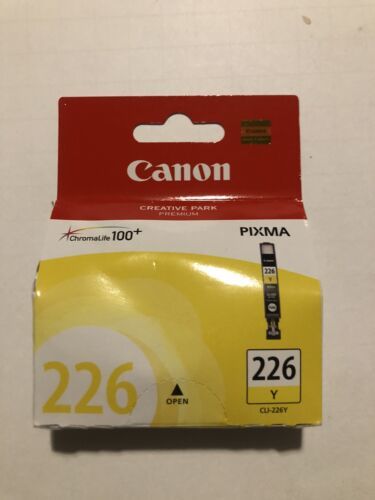 Canon
CREATIVE PARK
PREMIUM
ChromaLife 100+
PIXMA
226
Y
226
OPEN
226
Y
CLI-226Y